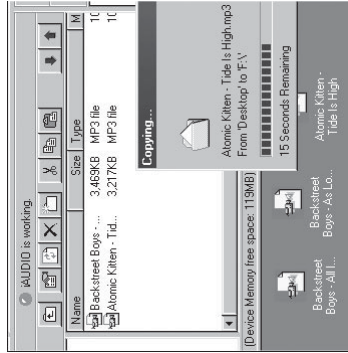 iAUDIO is working.
Name Size Type M
Backstreet Boys - ... 3,469KB MP3 file 10
Atomic Kitten - Tid... 3,217KB MP3 file 10
Copying...
Atomic Kitten - Tide Is High.mp3
From 'Desktop' to 'F:\'
15 Seconds Remaining
(Device Memory free space: 119MB)
Backstreet
Boys - All I...
Backstreet
Boys - As Lo...
Atomic Kitten -
Tide Is High